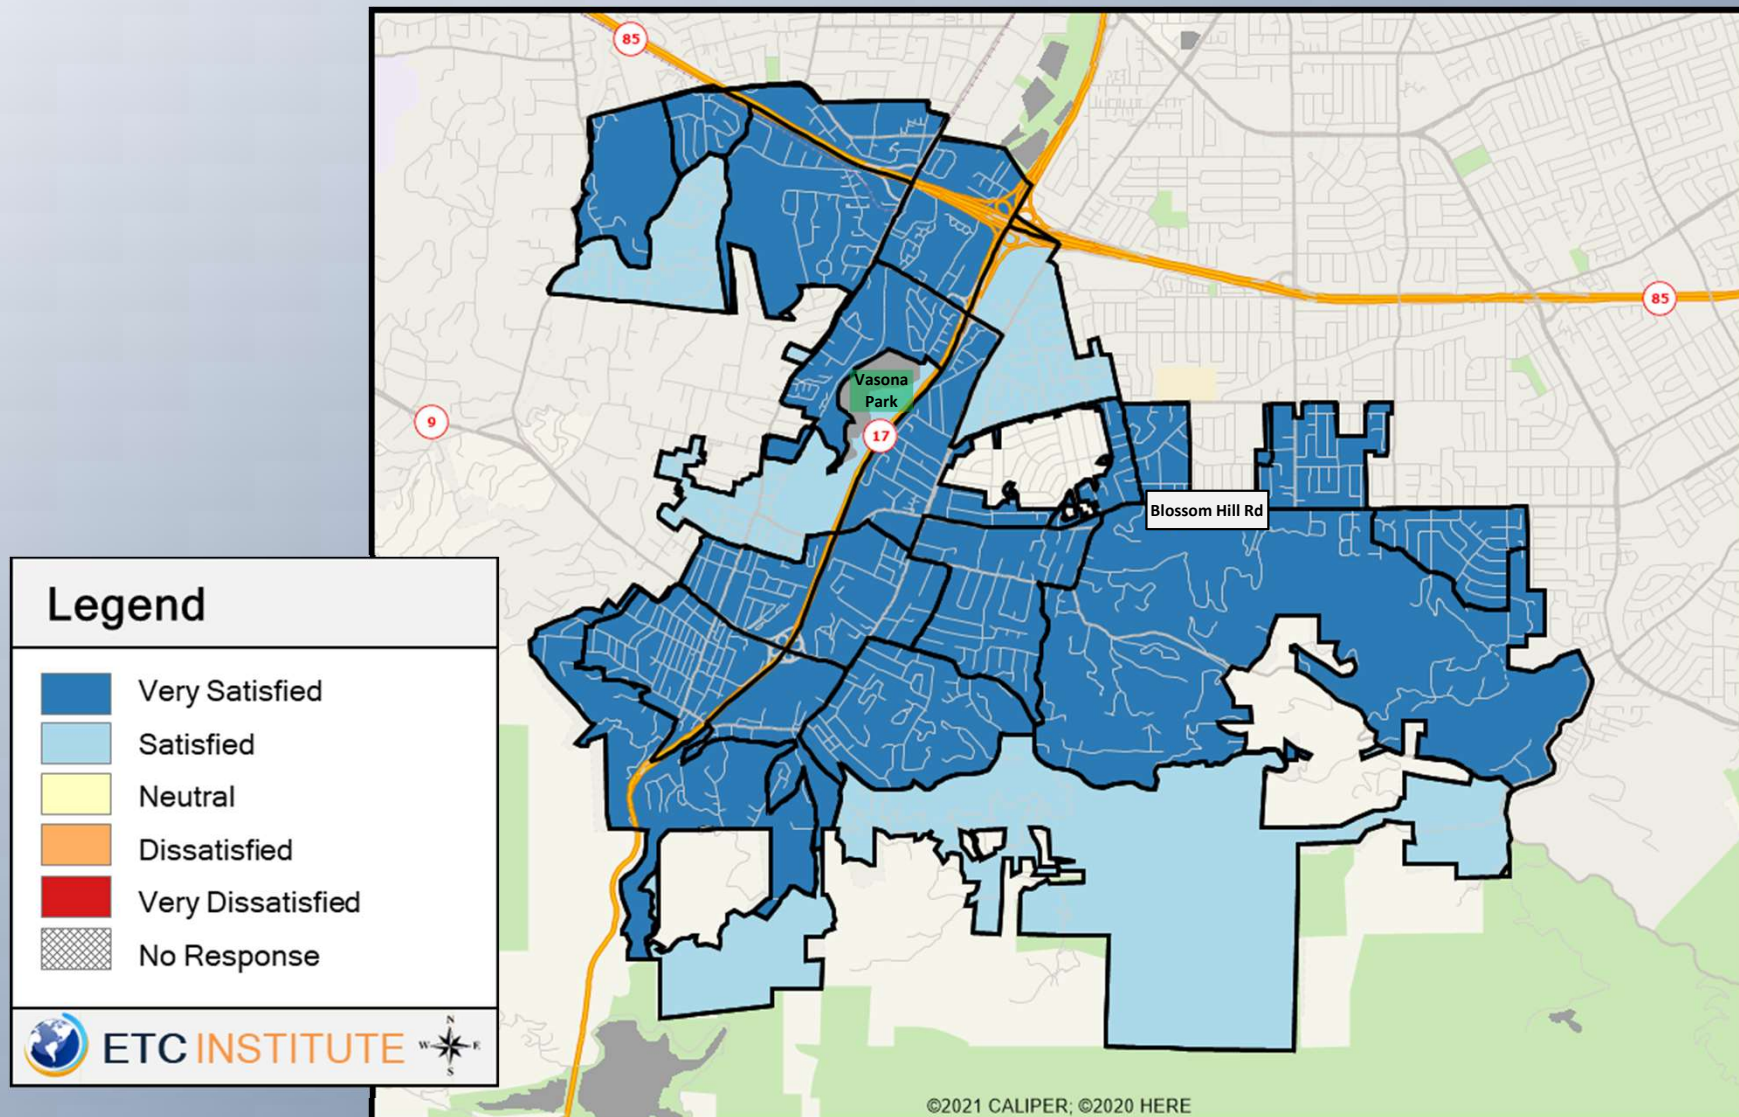 85
85
9
Vasona
Park
17
Blossom Hill Rd
Legend
Very Satisfied
Satisfied
Neutral
Dissatisfied
Very Dissatisfied
No Response
ETC INSTITUTE
N
W E
S
©2021 CALIPER; ©2020 HERE